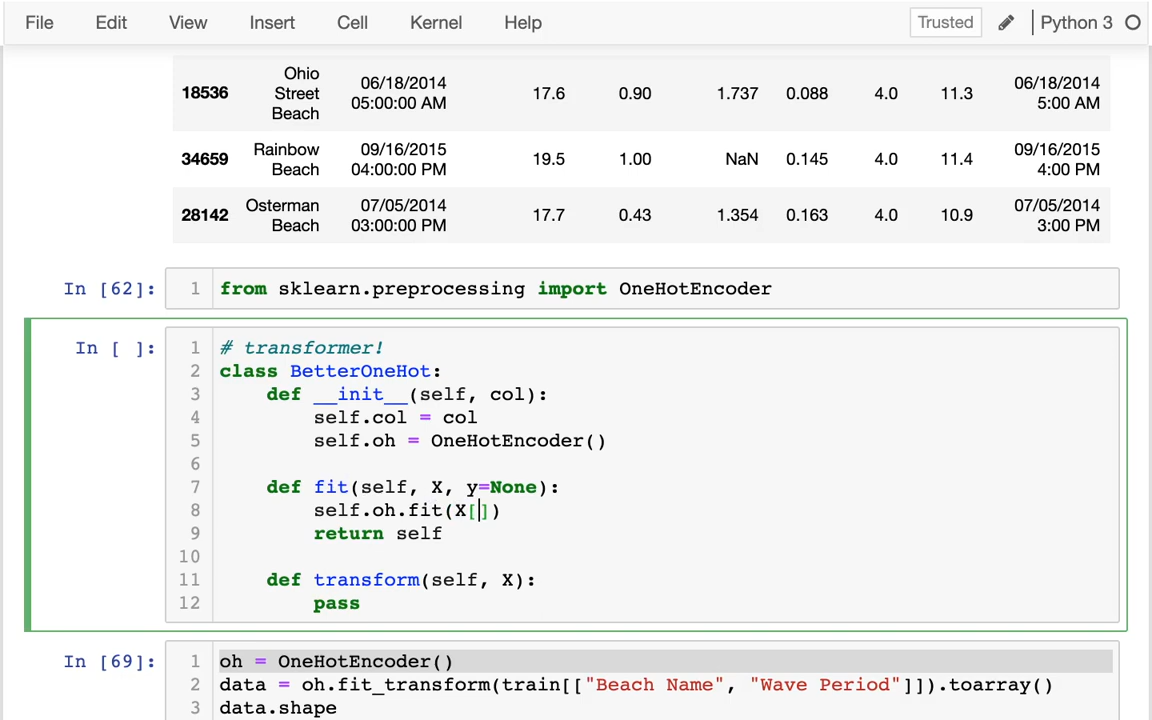 File Edit View Insert Cell Kernel Help Trusted Python 3
18536 Ohio Street Beach 06/18/2014 05:00:00 AM 17.6 0.90 1.737 0.088 4.0 11.3 06/18/2014 5:00 AM
34659 Rainbow Beach 09/16/2015 04:00:00 PM 19.5 1.00 NaN 0.145 4.0 11.4 09/16/2015 4:00 PM
28142 Osterman Beach 07/05/2014 03:00:00 PM 17.7 0.43 1.354 0.163 4.0 10.9 07/05/2014 3:00 PM
In [62]: 1 from sklearn.preprocessing import OneHotEncoder
In [ ]: 1 # transformer!
2 class BetterOneHot:
3     def __init__(self, col):
4         self.col = col
5         self.oh = OneHotEncoder()
6
7     def fit(self, X, y=None):
8         self.oh.fit(X[])
9         return self
10
11     def transform(self, X):
12         pass
In [69]: 1 oh = OneHotEncoder()
2 data = oh.fit_transform(train[["Beach Name", "Wave Period"]]).toarray()
3 data.shape